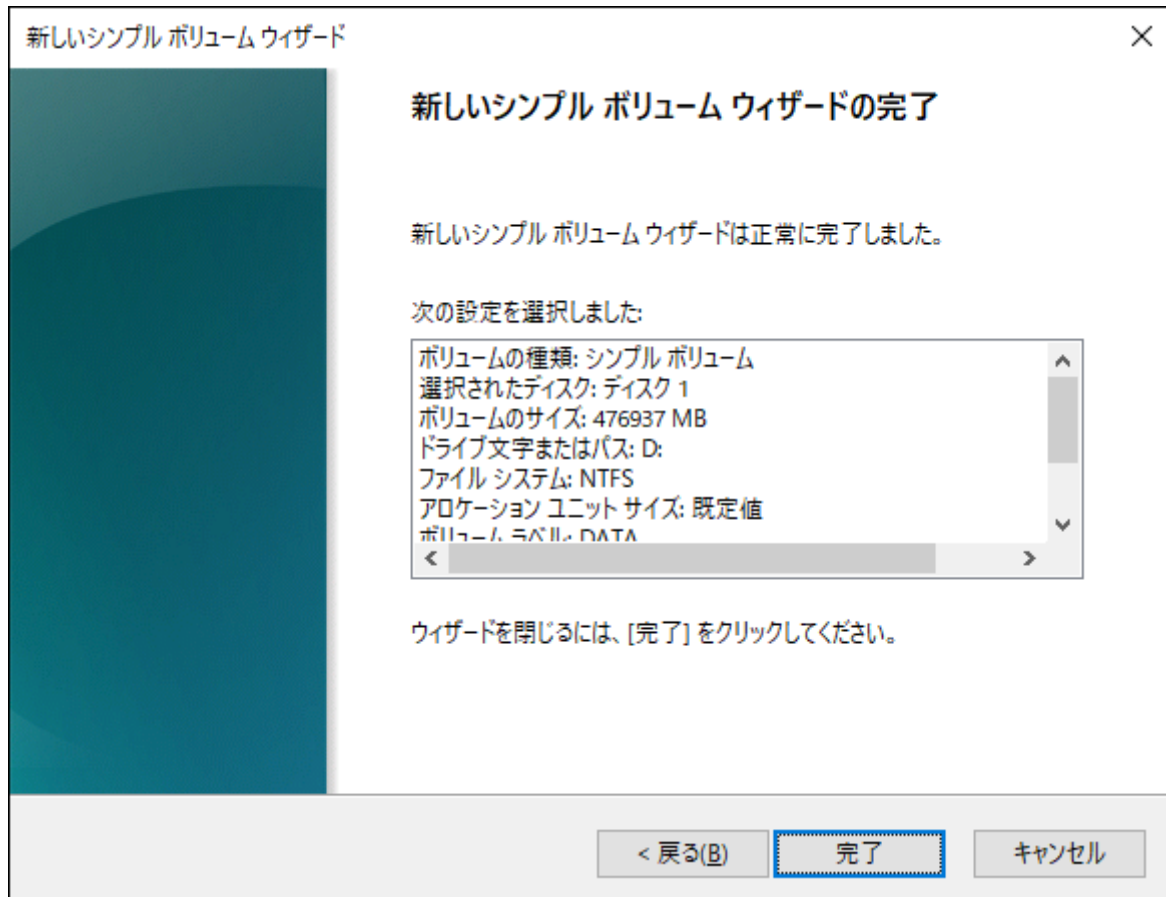 新しいシンプル ボリューム ウィザード
新しいシンプル ボリューム ウィザードの完了
新しいシンプル ボリューム ウィザードは正常に完了しました。
次の設定を選択しました:
ボリュームの種類: シンプル ボリューム
選択されたディスク: ディスク 1
ボリュームのサイズ: 476937 MB
ドライブ文字またはパス: D:
ファイル システム: NTFS
アロケーション ユニット サイズ: 既定値
ボリューム ラベル: DATA
ウィザードを閉じるには、[完了] をクリックしてください。
< 戻る(B)
完了
キャンセル